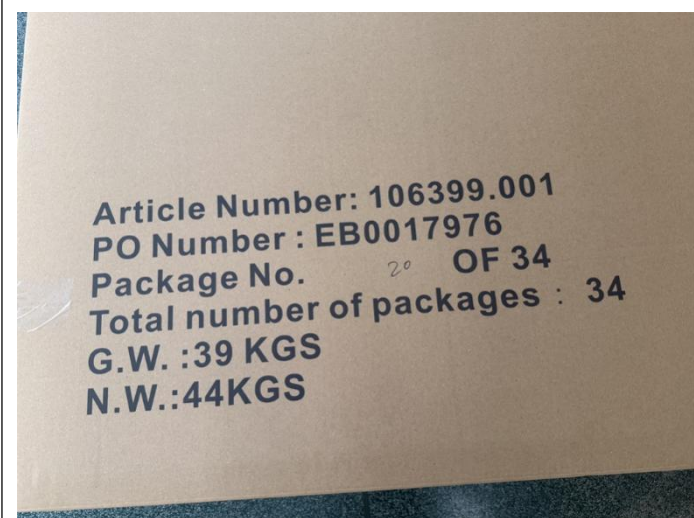 Article Number: 106399.001
PO Number : EB0017976
Package No. 20 OF 34
Total number of packages : 34
G.W. :39 KGS
N.W.:44KGS